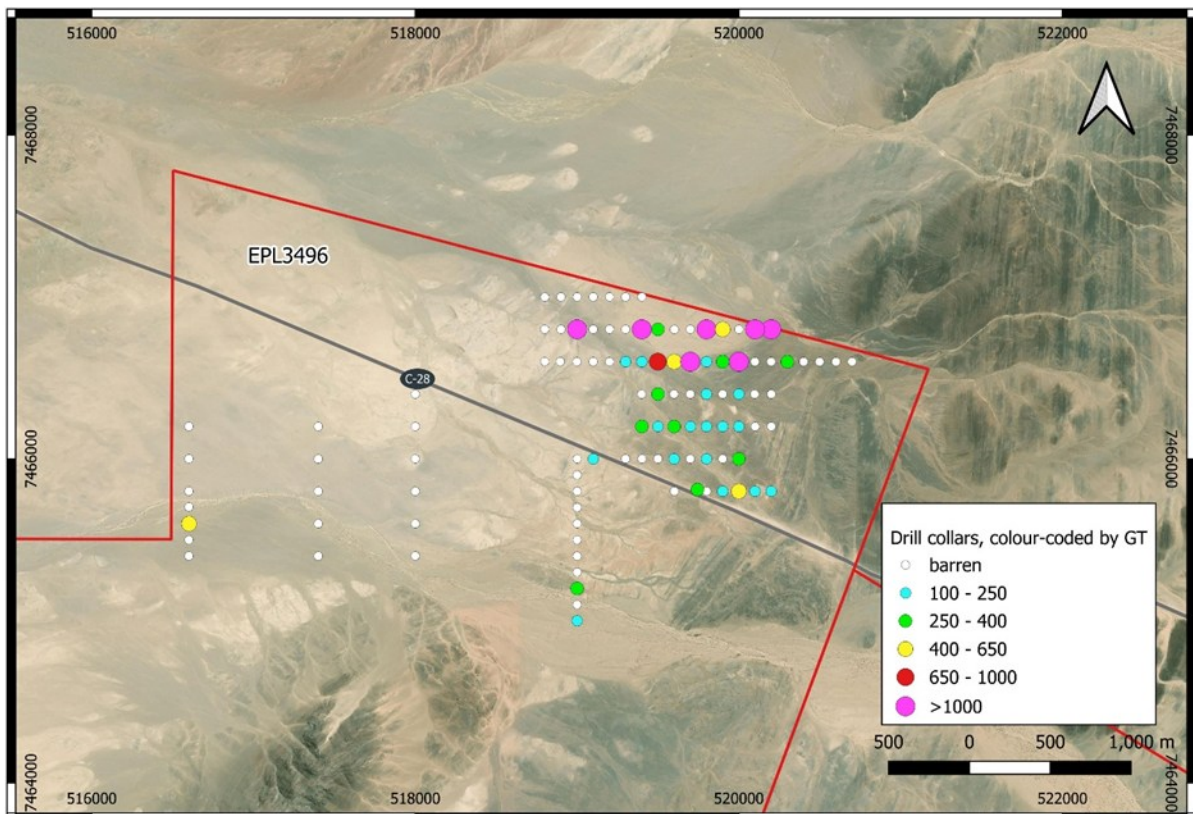 516000 518000 520000 522000
7468000 7468000
EPL3496
C-28
7466000 7466000
Drill collars, colour-coded by GT
barren
100 - 250
250 - 400
400 - 650
650 - 1000
>1000
500 0 500 1,000 m
7464000 7464000
516000 518000 520000 522000